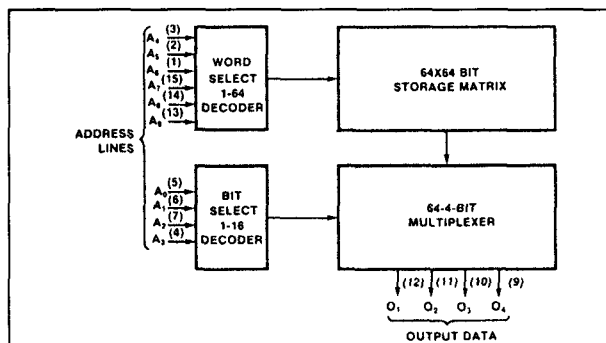 ADDRESS
LINES
A₄ (3)
A₅ (2)
A₆ (1)
A₇ (15)
A₈ (14)
A₉ (13)
WORD
SELECT
1-64
DECODER
64X64 BIT
STORAGE MATRIX
A₀ (5)
A₁ (6)
A₂ (7)
A₃ (4)
BIT
SELECT
1-16
DECODER
64-4-BIT
MULTIPLEXER
(12) (11) (10) (9)
O₁ O₂ O₃ O₄
OUTPUT DATA